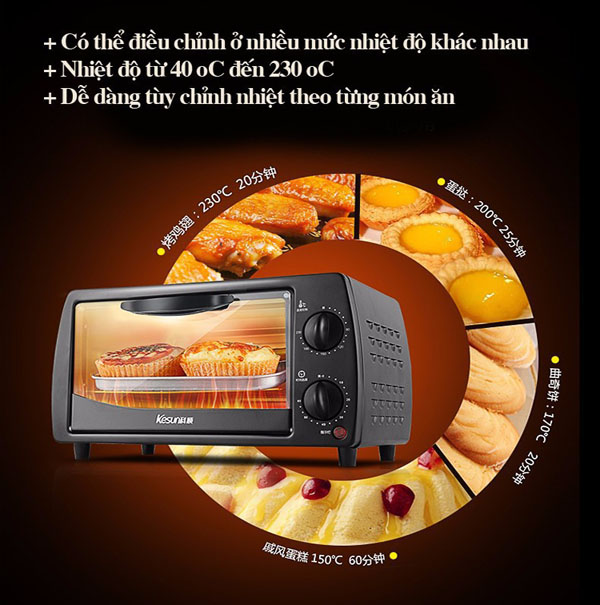 + Có thể điều chỉnh ở nhiều mức nhiệt độ khác nhau
+ Nhiệt độ từ 40 oC đến 230 oC
+ Dễ dàng tùy chỉnh nhiệt theo từng món ăn
烤鸡翅：230℃ 20分钟
蛋挞：200℃ 25分钟
曲奇饼：170℃ 20分钟
戚风蛋糕 150℃ 60分钟
Kesun科顺